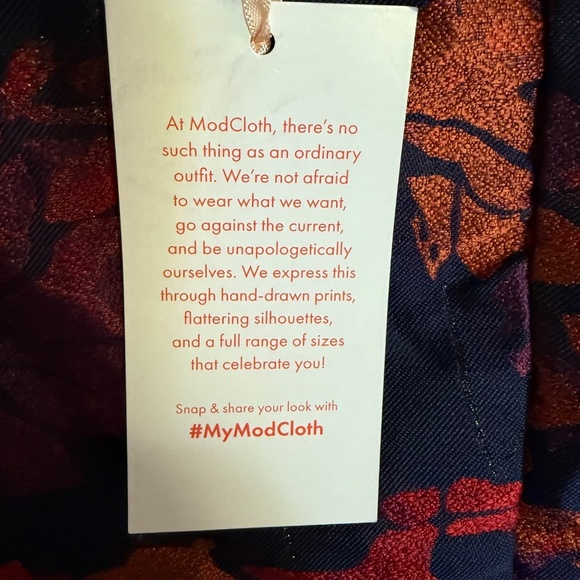 At ModCloth, there's no
such thing as an ordinary
outfit. We're not afraid
to wear what we want,
go against the current,
and be unapologetically
ourselves. We express this
through hand-drawn prints,
flattering silhouettes,
and a full range of sizes
that celebrate you!
Snap & share your look with
#MyModCloth